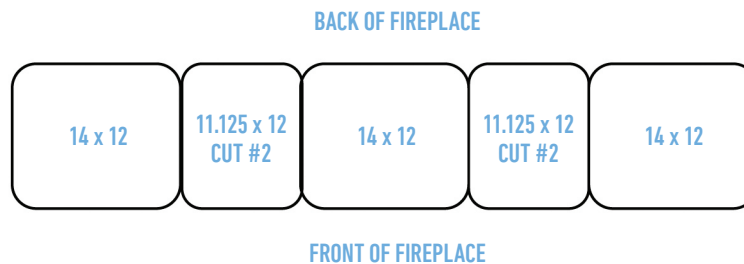 BACK OF FIREPLACE
14 x 12
11.125 x 12
CUT #2
14 x 12
11.125 x 12
CUT #2
14 x 12
FRONT OF FIREPLACE